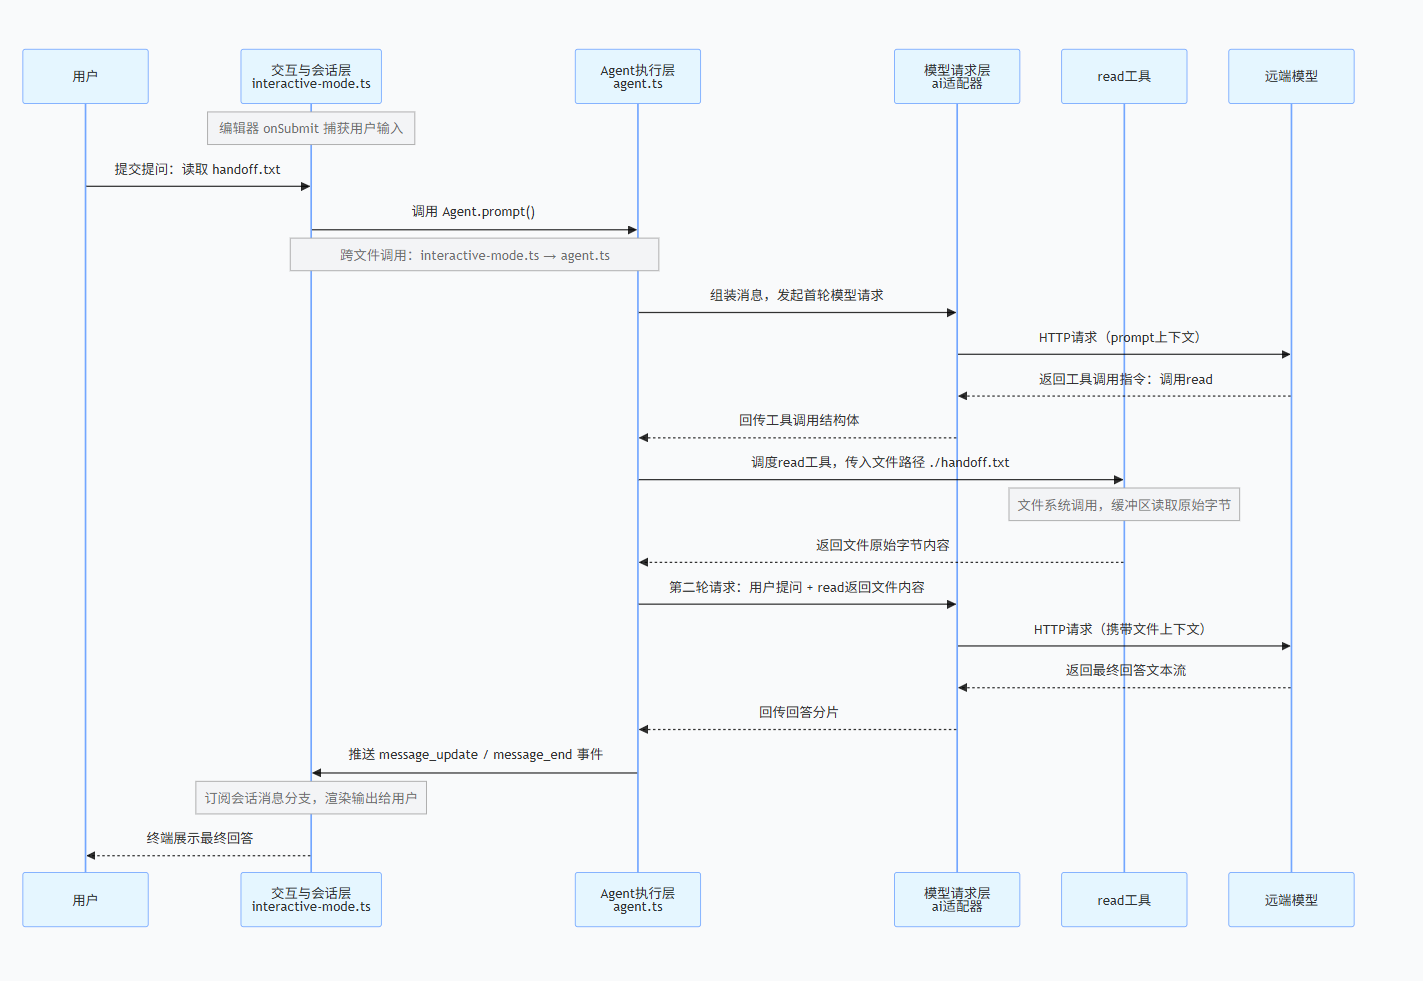 用户
交互与会话层
interactive-mode.ts
Agent执行层
agent.ts
模型请求层
ai适配器
read工具
远端模型
编辑器 onSubmit 捕获用户输入
提交提问：读取 handoff.txt
调用 Agent.prompt()
跨文件调用：interactive-mode.ts → agent.ts
组装消息，发起首轮模型请求
HTTP请求（prompt上下文）
返回工具调用指令：调用read
回传工具调用结构体
调度read工具，传入文件路径 ./handoff.txt
文件系统调用，缓冲区读取原始字节
返回文件原始字节内容
第二轮请求：用户提问 + read返回文件内容
HTTP请求（携带文件上下文）
返回最终回答文本流
回传回答分片
推送 message_update / message_end 事件
订阅会话消息分支，渲染输出给用户
终端展示最终回答
用户
交互与会话层
interactive-mode.ts
Agent执行层
agent.ts
模型请求层
ai适配器
read工具
远端模型